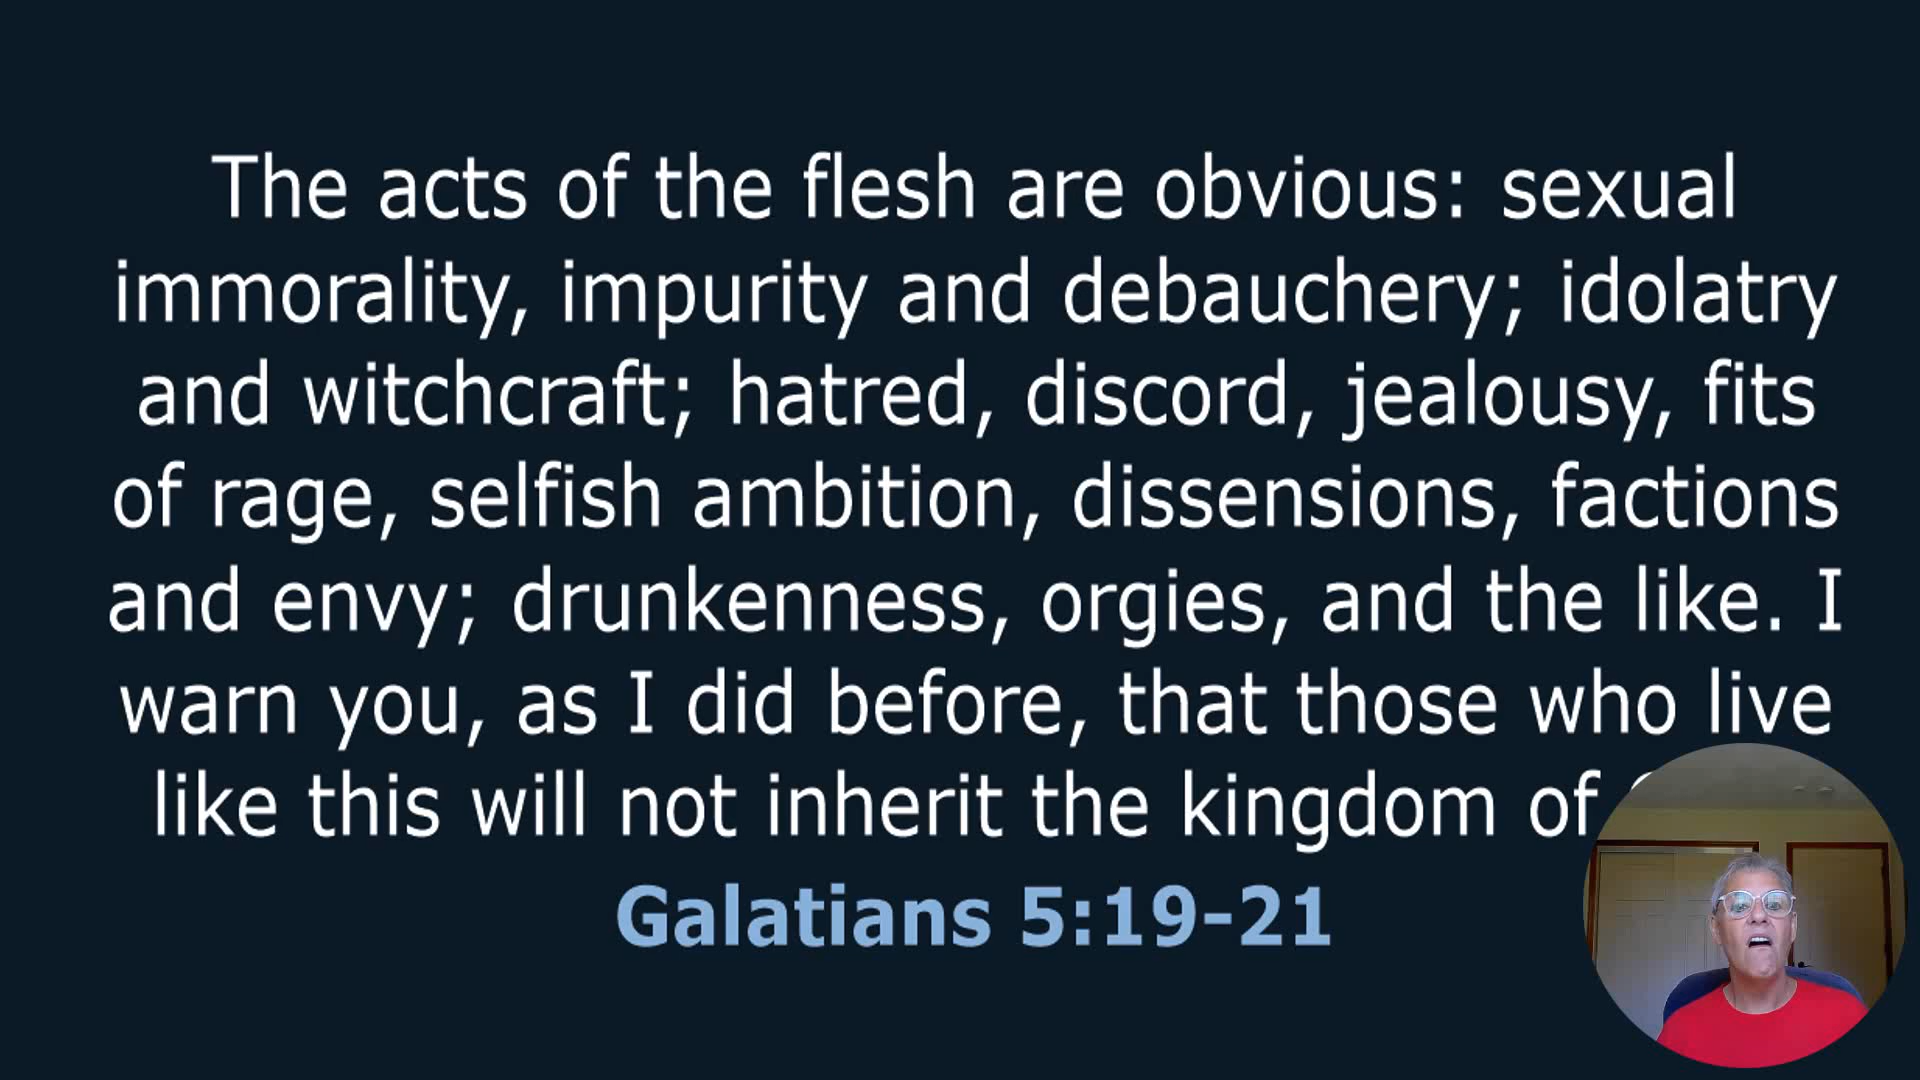 The acts of the flesh are obvious: sexual
immorality, impurity and debauchery; idolatry
and witchcraft; hatred, discord, jealousy, fits
of rage, selfish ambition, dissensions, factions
and envy; drunkenness, orgies, and the like. I
warn you, as I did before, that those who live
like this will not inherit the kingdom of
Galatians 5:19-21